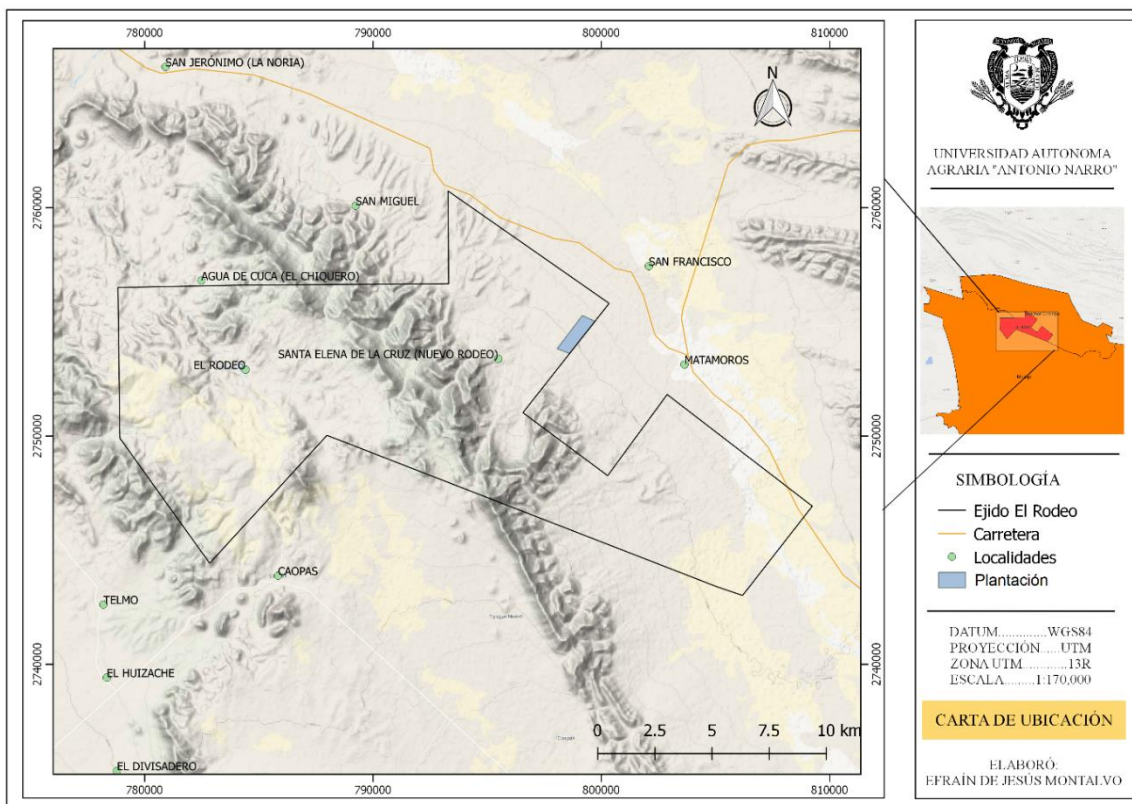 780000
790000
800000
810000
SAN JERÓNIMO (LA NORIA)
N
2760000
2760000
SAN MIGUEL
AGUA DE CUCA (EL CHIQUERO)
SAN FRANCISCO
SANTA ELENA DE LA CRUZ (NUEVO RODEO)
EL RODEO
MATAMOROS
2750000
2750000
CAOPAS
TELMO
EL HUIZACHE
2740000
2740000
EL DIVISADERO
0
2.5
5
7.5
10 km
780000
790000
800000
810000
UNIVERSIDAD AUTONOMA
AGRARIA "ANTONIO NARRO"
SIMBOLOGÍA
Ejido El Rodeo
Carretera
Localidades
Plantación
DATUM.............WGS84
PROYECCIÓN.....UTM
ZONA UTM...........13R
ESCALA.........1:170,000
CARTA DE UBICACIÓN
ELABORÓ:
EFRAÍN DE JESÚS MONTALVO